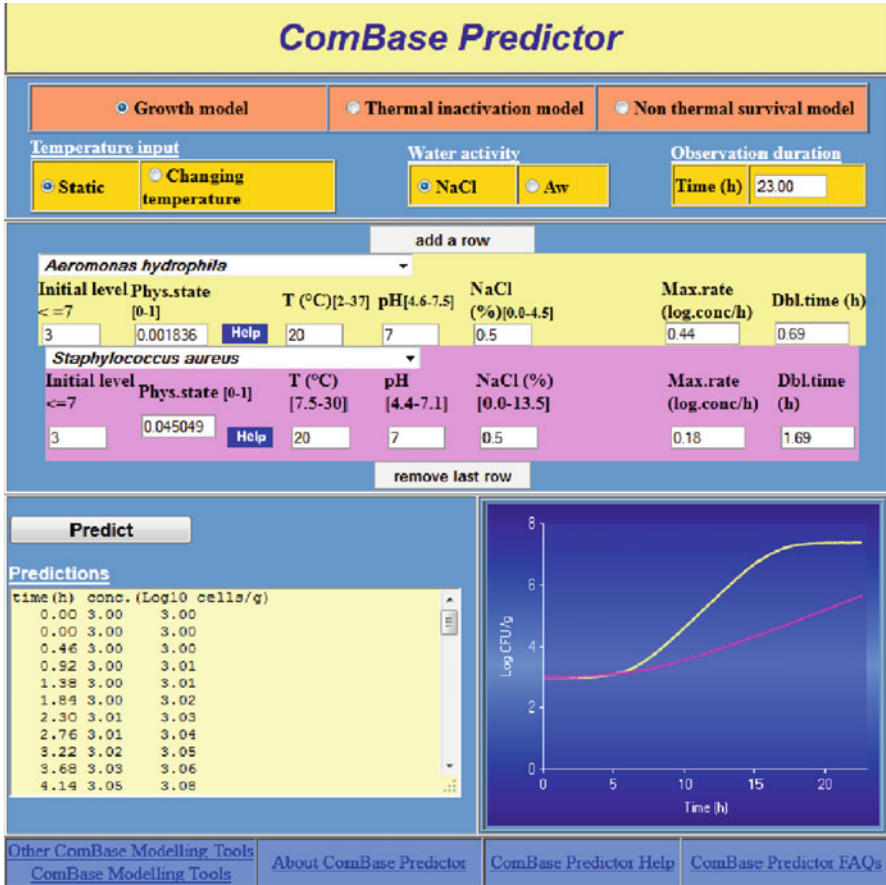 ComBase Predictor
Growth model Thermal inactivation model Non thermal survival model
Temperature input Water activity Observation duration
Static Changing temperature NaCl Aw Time (h) 23.00
add a row
Aeromonas hydrophila
Initial level <=7 Phys.state [0-1] T (°C)[2-37] pH[4.6-7.5] NaCl (%)[0.0-4.5] Max.rate (log.conc/h) Dbl.time (h)
3 0.001836 Help 20 7 0.5 0.44 0.69
Staphylococcus aureus
Initial level <=7 Phys.state [0-1] T (°C) [7.5-30] pH [4.4-7.1] NaCl (%) [0.0-13.5] Max.rate (log.conc/h) Dbl.time (h)
3 0.045049 Help 20 7 0.5 0.18 1.69
remove last row
Predict
Predictions
time(h) conc.(Log10 cells/g)
0.00 3.00 3.00
0.00 3.00 3.00
0.46 3.00 3.00
0.92 3.00 3.01
1.38 3.00 3.01
1.84 3.00 3.02
2.30 3.01 3.03
2.76 3.01 3.04
3.22 3.02 3.05
3.68 3.03 3.06
4.14 3.05 3.08
8
6
4
2
0
Log CFU/g
0 5 10 15 20
Time (h)
Other ComBase Modelling Tools
ComBase Modelling Tools
About ComBase Predictor
ComBase Predictor Help
ComBase Predictor FAQs